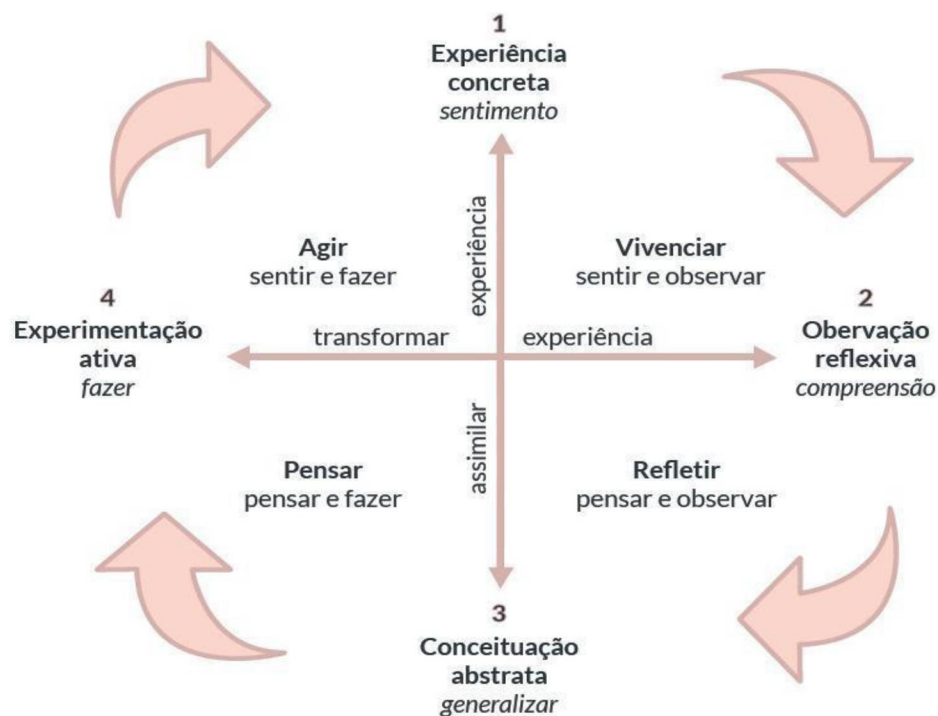 1
Experiência
concreta
sentimento
Agir
sentir e fazer
experiência
Vivenciar
sentir e observar
4
Experimentação
ativa
fazer
transformar
experiência
2
Obervação
reflexiva
compreensão
assimilar
Pensar
pensar e fazer
Refletir
pensar e observar
3
Conceituação
abstrata
generalizar